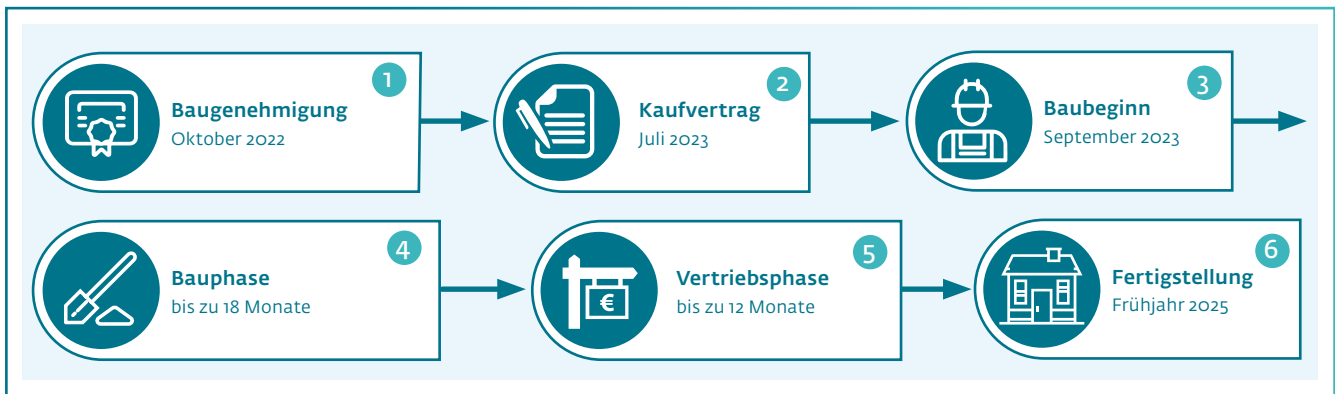 1
Baugenehmigung
Oktober 2022
2
Kaufvertrag
Juli 2023
3
Baubeginn
September 2023
4
Bauphase
bis zu 18 Monate
5
Vertriebsphase
bis zu 12 Monate
€
6
Fertigstellung
Frühjahr 2025